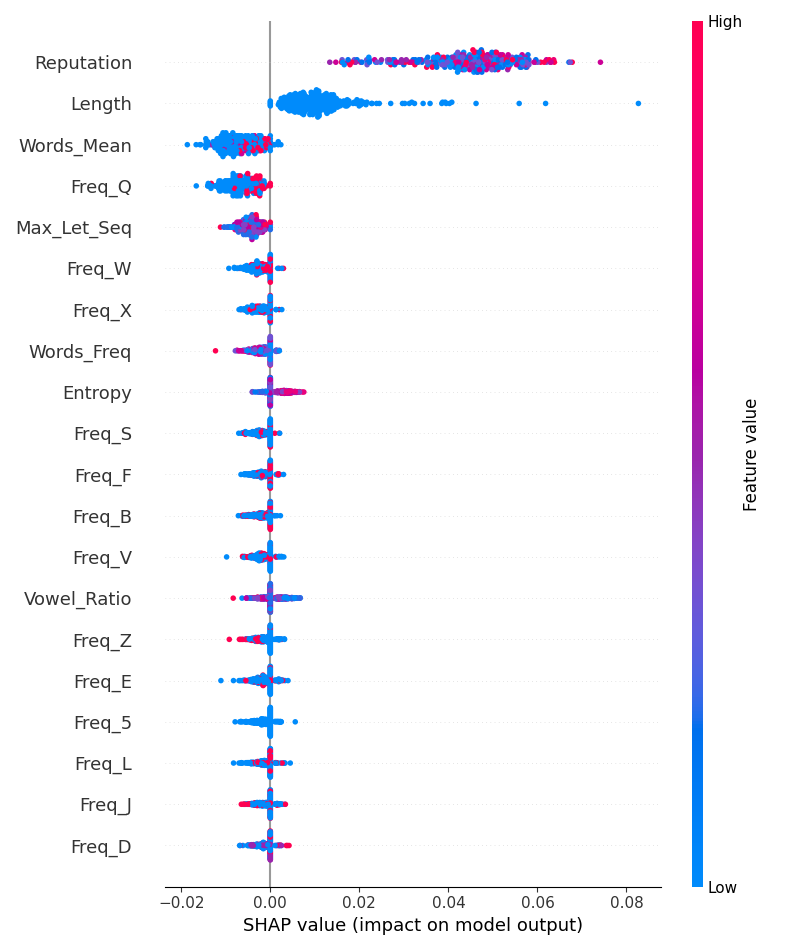 High
Reputation
Length
Words_Mean
Freq_Q
Max_Let_Seq
Freq_W
Freq_X
Words_Freq
Entropy
Freq_S
Freq_F
Freq_B
Freq_V
Vowel_Ratio
Freq_Z
Freq_E
Freq_5
Freq_L
Freq_J
Freq_D
Feature value
Low
−0.02 0.00 0.02 0.04 0.06 0.08
SHAP value (impact on model output)